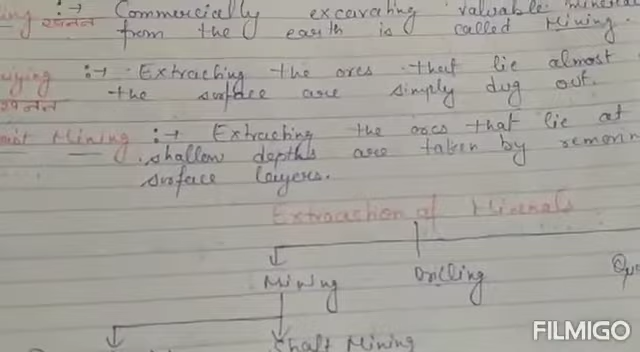 :→ Commercially excavating valuable
खनन from the earth is called Mining.
:→ Extracting the ores that lie almost
the surface are simply dug out.
Mining :→ Extracting the ores that lie at
shallow depths are taken by
surface layers.
Extraction of Minerals
Mining Drilling
Shaft Mining
FILMIGO